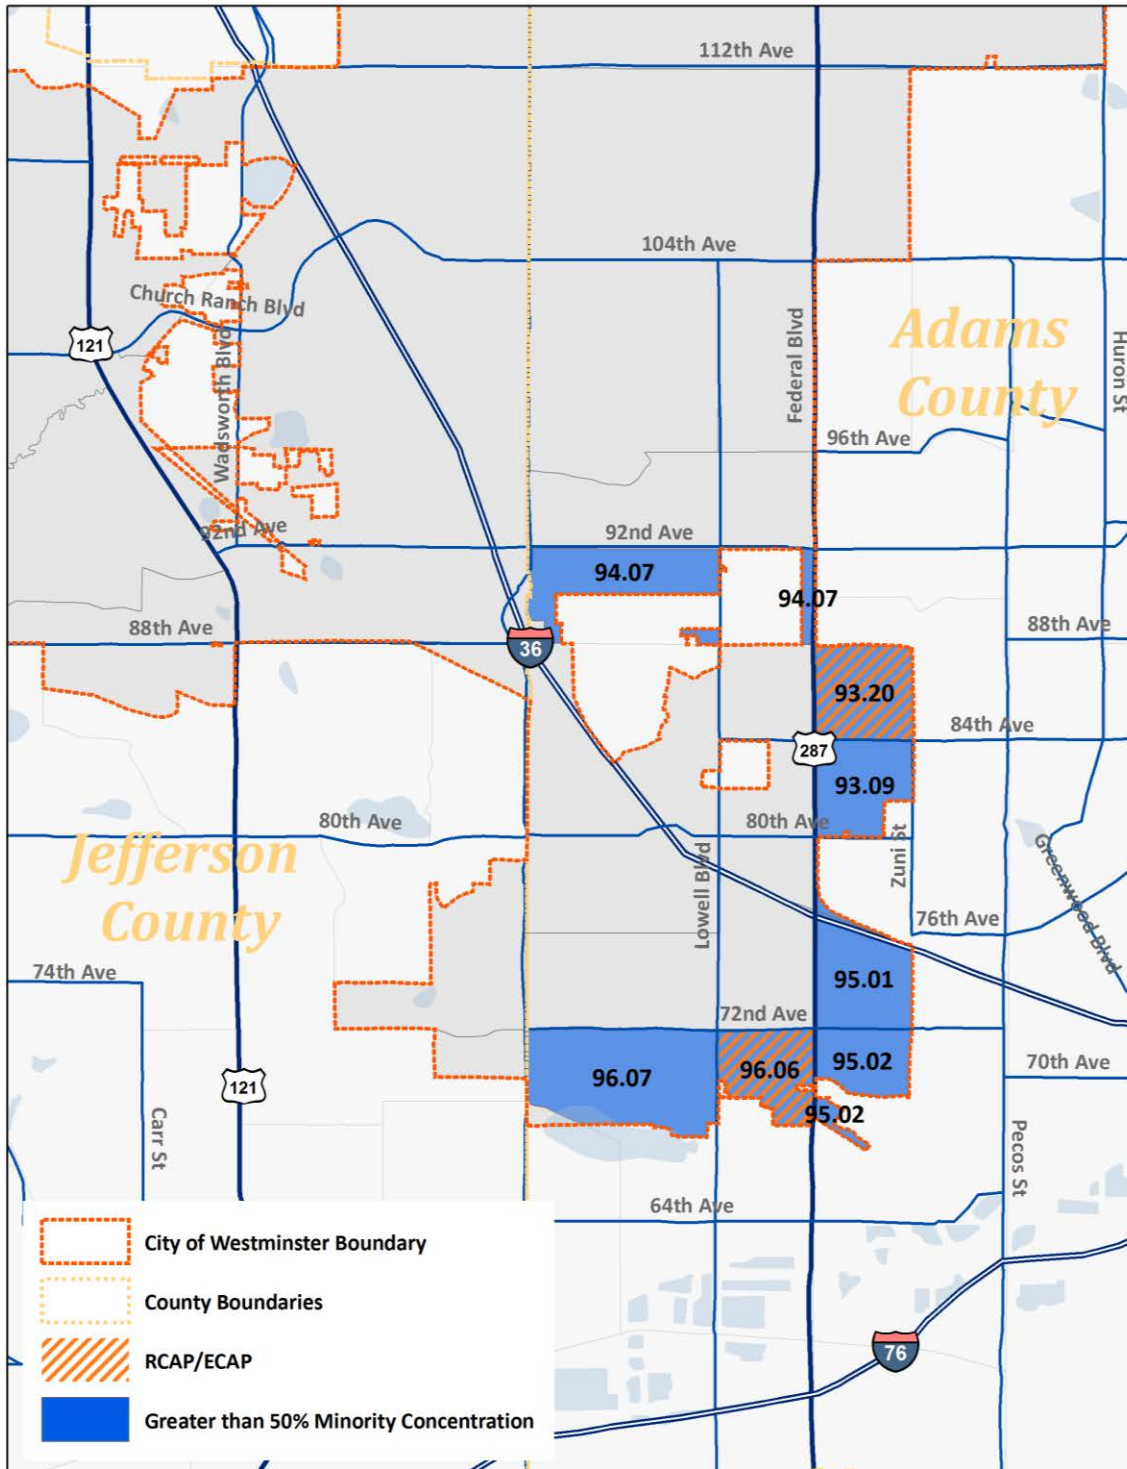 112th Ave
104th Ave
Church Ranch Blvd
121
Wadsworth Blvd
Federal Blvd
Adams
County
Huron St
96th Ave
92nd Ave
92nd Ave
94.07
94.07
88th Ave
36
88th Ave
93.20
84th Ave
287
93.09
80th Ave
80th Ave
Jefferson
County
Lowell Blvd
Zuni St
Greenwood Blvd
76th Ave
74th Ave
95.01
72nd Ave
96.07
96.06
95.02
70th Ave
121
95.02
Carr St
Pecos St
64th Ave
City of Westminster Boundary
County Boundaries
RCAP/ECAP
76
Greater than 50% Minority Concentration